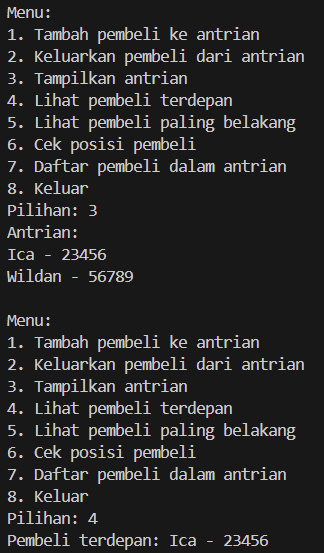 Menu:
1. Tambah pembeli ke antrian
2. Keluarkan pembeli dari antrian
3. Tampilkan antrian
4. Lihat pembeli terdepan
5. Lihat pembeli paling belakang
6. Cek posisi pembeli
7. Daftar pembeli dalam antrian
8. Keluar
Pilihan: 3
Antrian:
Ica - 23456
Wildan - 56789
Menu:
1. Tambah pembeli ke antrian
2. Keluarkan pembeli dari antrian
3. Tampilkan antrian
4. Lihat pembeli terdepan
5. Lihat pembeli paling belakang
6. Cek posisi pembeli
7. Daftar pembeli dalam antrian
8. Keluar
Pilihan: 4
Pembeli terdepan: Ica - 23456